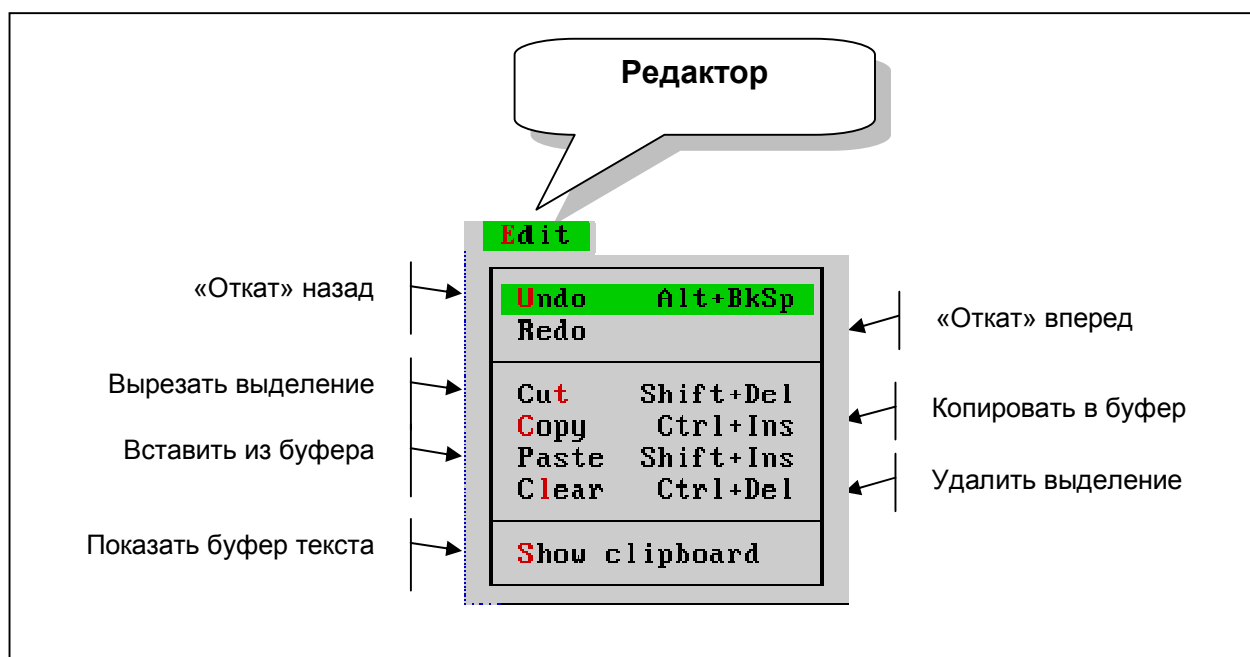 Редактор
Edit
«Откат» назад
Undo Alt+BkSp
Redo
«Откат» вперед
Вырезать выделение
Cut Shift+Del
Copy Ctrl+Ins
Копировать в буфер
Вставить из буфера
Paste Shift+Ins
Clear Ctrl+Del
Удалить выделение
Показать буфер текста
Show clipboard